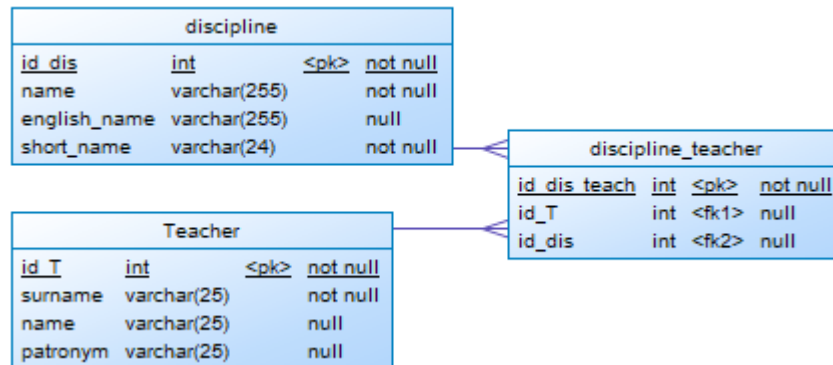 discipline
id_dis int <pk> not null
name varchar(255) not null
english_name varchar(255) null
short_name varchar(24) not null
discipline_teacher
id_dis_teach int <pk> not null
id_T int <fk1> null
id_dis int <fk2> null
Teacher
id_T int <pk> not null
surname varchar(25) not null
name varchar(25) null
patronym varchar(25) null